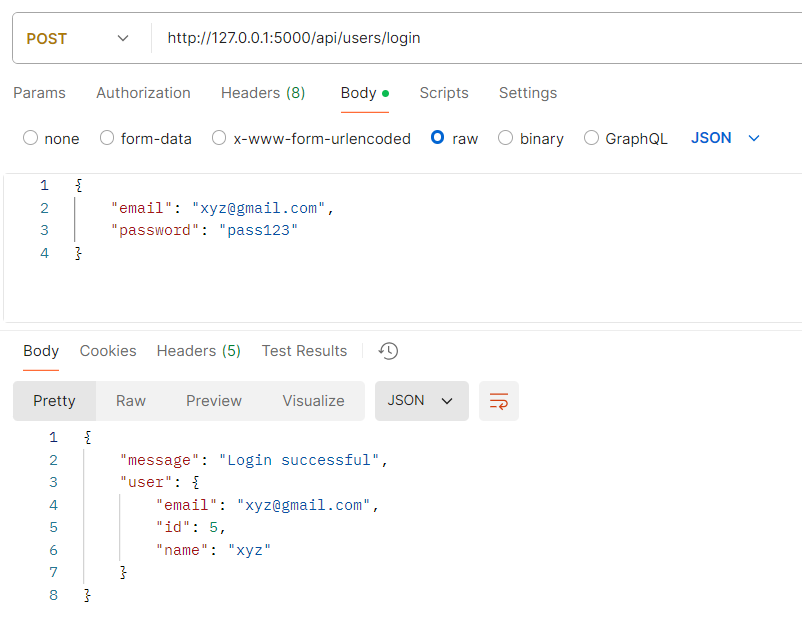 POST http://127.0.0.1:5000/api/users/login
Params Authorization Headers (8) Body Scripts Settings
none form-data x-www-form-urlencoded raw binary GraphQL JSON
1 {
2 "email": "xyz@gmail.com",
3 "password": "pass123"
4 }
Body Cookies Headers (5) Test Results
Pretty Raw Preview Visualize JSON
1 {
2 "message": "Login successful",
3 "user": {
4 "email": "xyz@gmail.com",
5 "id": 5,
6 "name": "xyz"
7 }
8 }